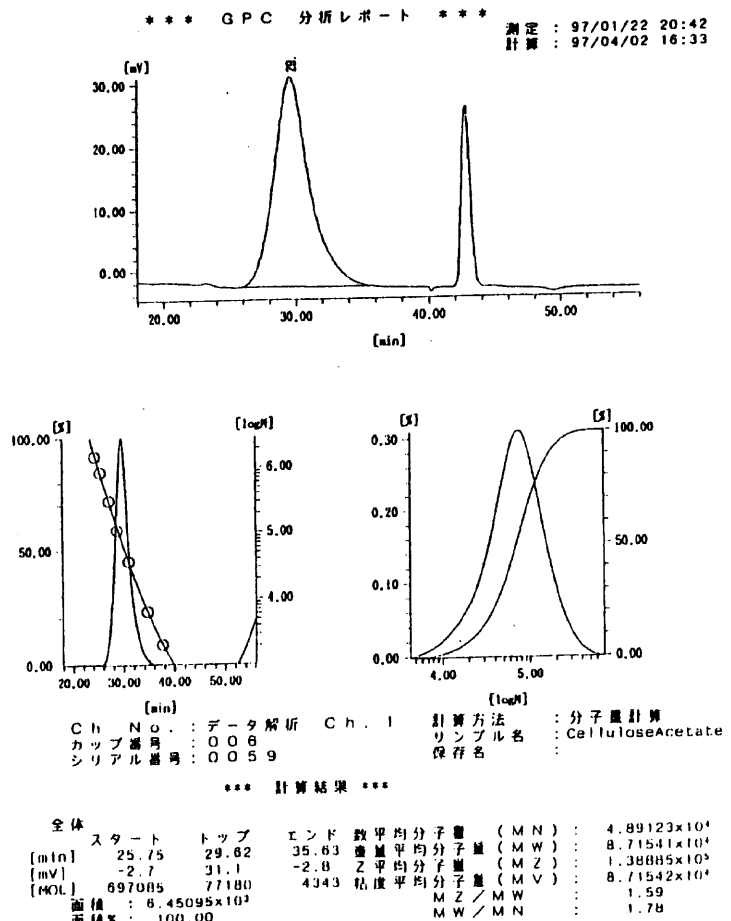 *** GPC 分析レポート ***
測定 : 97/01/22 20:42
計算 : 97/04/02 16:33
[mV]
30.00
20.00
10.00
0.00
20.00 30.00 40.00 50.00
[min]
[%] [logM]
100.00
50.00
0.00
6.00
5.00
4.00
20.00 30.00 40.00 50.00
[min]
[%] [%]
0.30
0.20
0.10
0.00
100.00
50.00
0.00
4.00 5.00
[logM]
Ch No. : データ解析 Ch. 1 計算方法 : 分子量計算
カップ番号 : 006 サンプル名 : CelluloseAcetate
シリアル番号 : 0059 保存名 :
*** 計算結果 ***
全体
スタート トップ エンド 数平均分子量 (MN) : 4.89123x10⁴
[min] 25.75 29.62 35.63 重量平均分子量 (MW) : 8.71541x10⁴
[mV] -2.7 31.1 -2.8 Z平均分子量 (MZ) : 1.38885x10⁵
[MOL] 697085 77180 4343 粘度平均分子量 (MV) : 8.71542x10⁴
面積 : 6.45095x10³ MZ/MW : 1.59
面積% : 100.00 MW/MN : 1.78